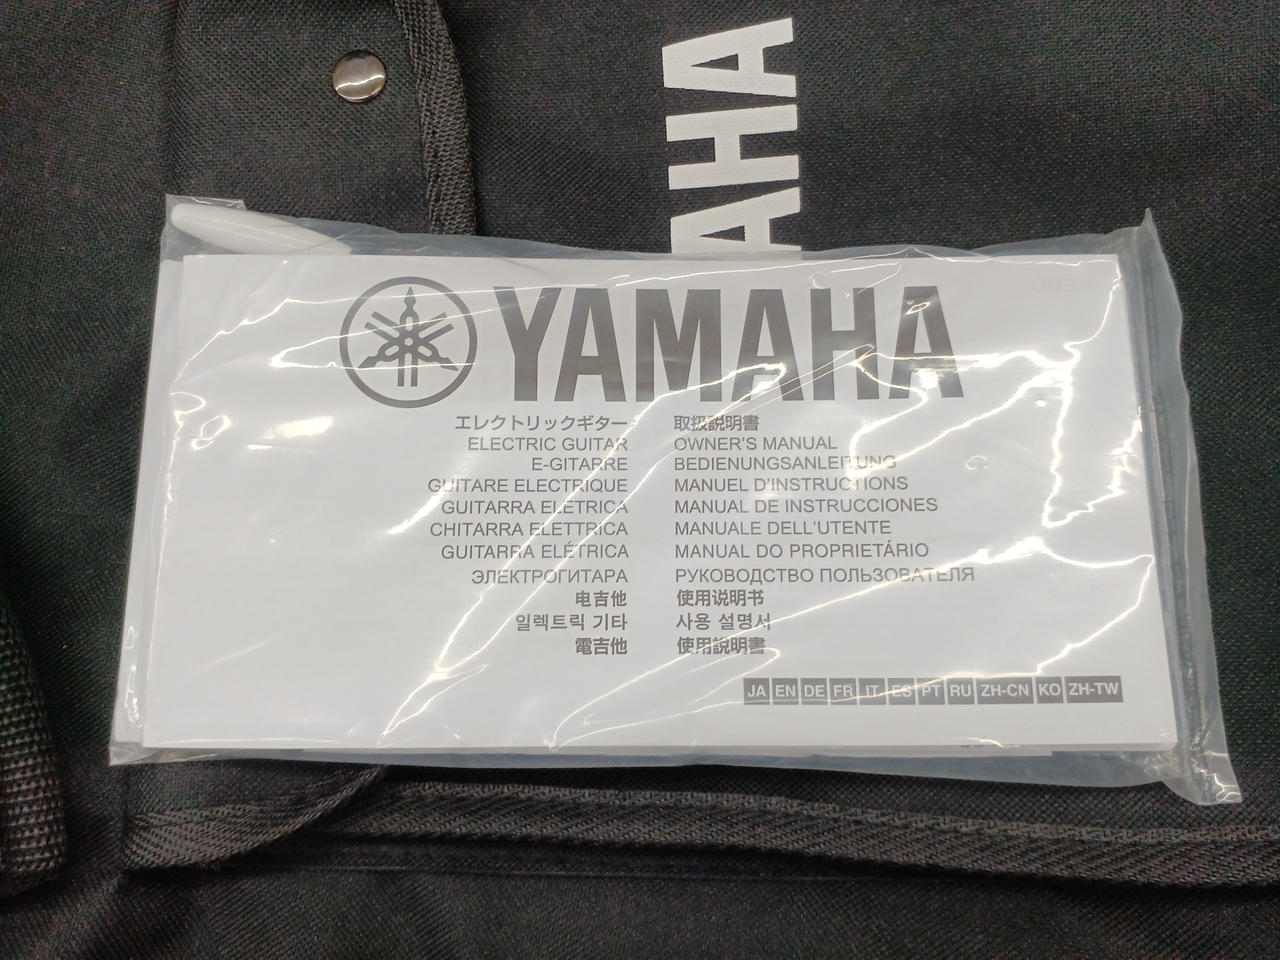 AHA
YAMAHA
エレクトリックギター 取扱説明書
ELECTRIC GUITAR OWNER'S MANUAL
E-GITARRE BEDIENUNGSANLEITUNG
GUITARE ELECTRIQUE MANUEL D'INSTRUCTIONS
GUITARRA ELÉTRICA MANUAL DE INSTRUCCIONES
CHITARRA ELETTRICA MANUALE DELL'UTENTE
GUITARRA ELÉTRICA MANUAL DO PROPRIETÁRIO
ЭЛЕКТРОГИТАРА РУКОВОДСТВО ПОЛЬЗОВАТЕЛЯ
电吉他 使用说明书
일렉트릭 기타 사용 설명서
電吉他 使用說明書
JA EN DE FR IT ES PT RU ZH-CN KO ZH-TW